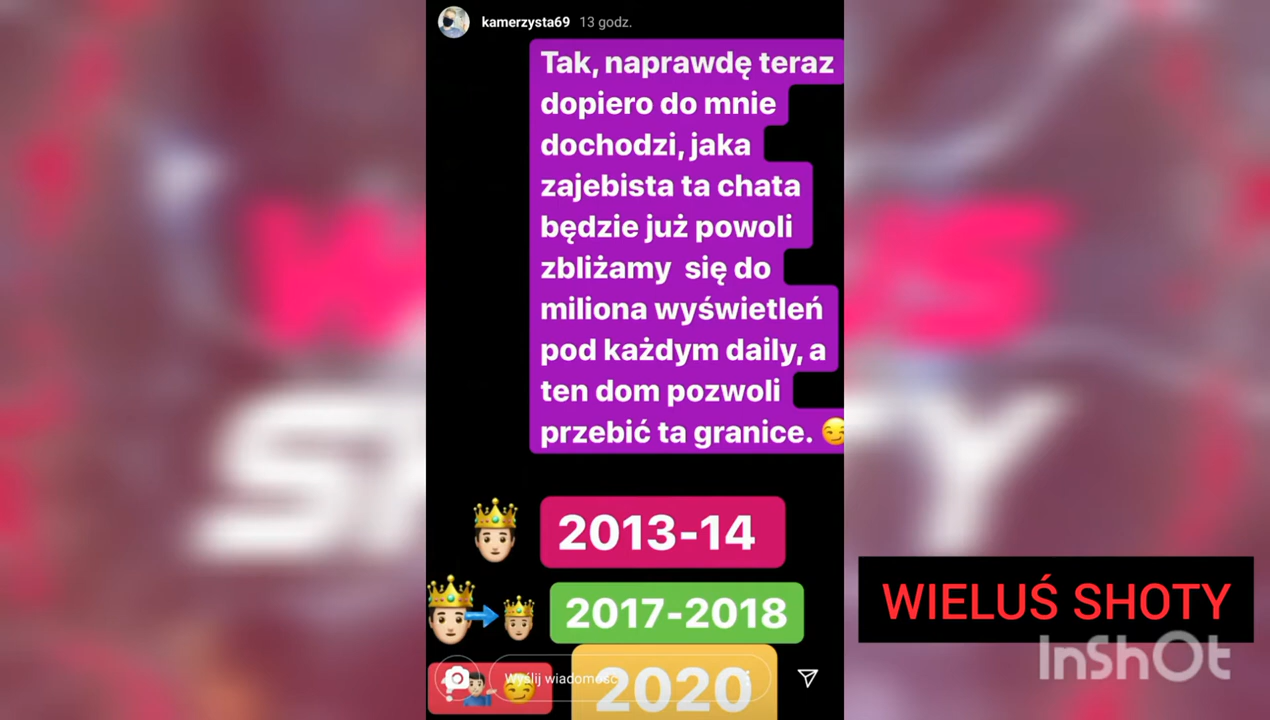 kamerzysta69 13 godz.
Tak, naprawdę teraz
dopiero do mnie
dochodzi, jaka
zajebista ta chata
będzie już powoli
zbliżamy się do
miliona wyświetleń
pod każdym daily, a
ten dom pozwoli
przebić ta granice. 😏
2013-14
2017-2018
2020
Wyślij wiadomość
WIELUŚ SHOTY
InShOt